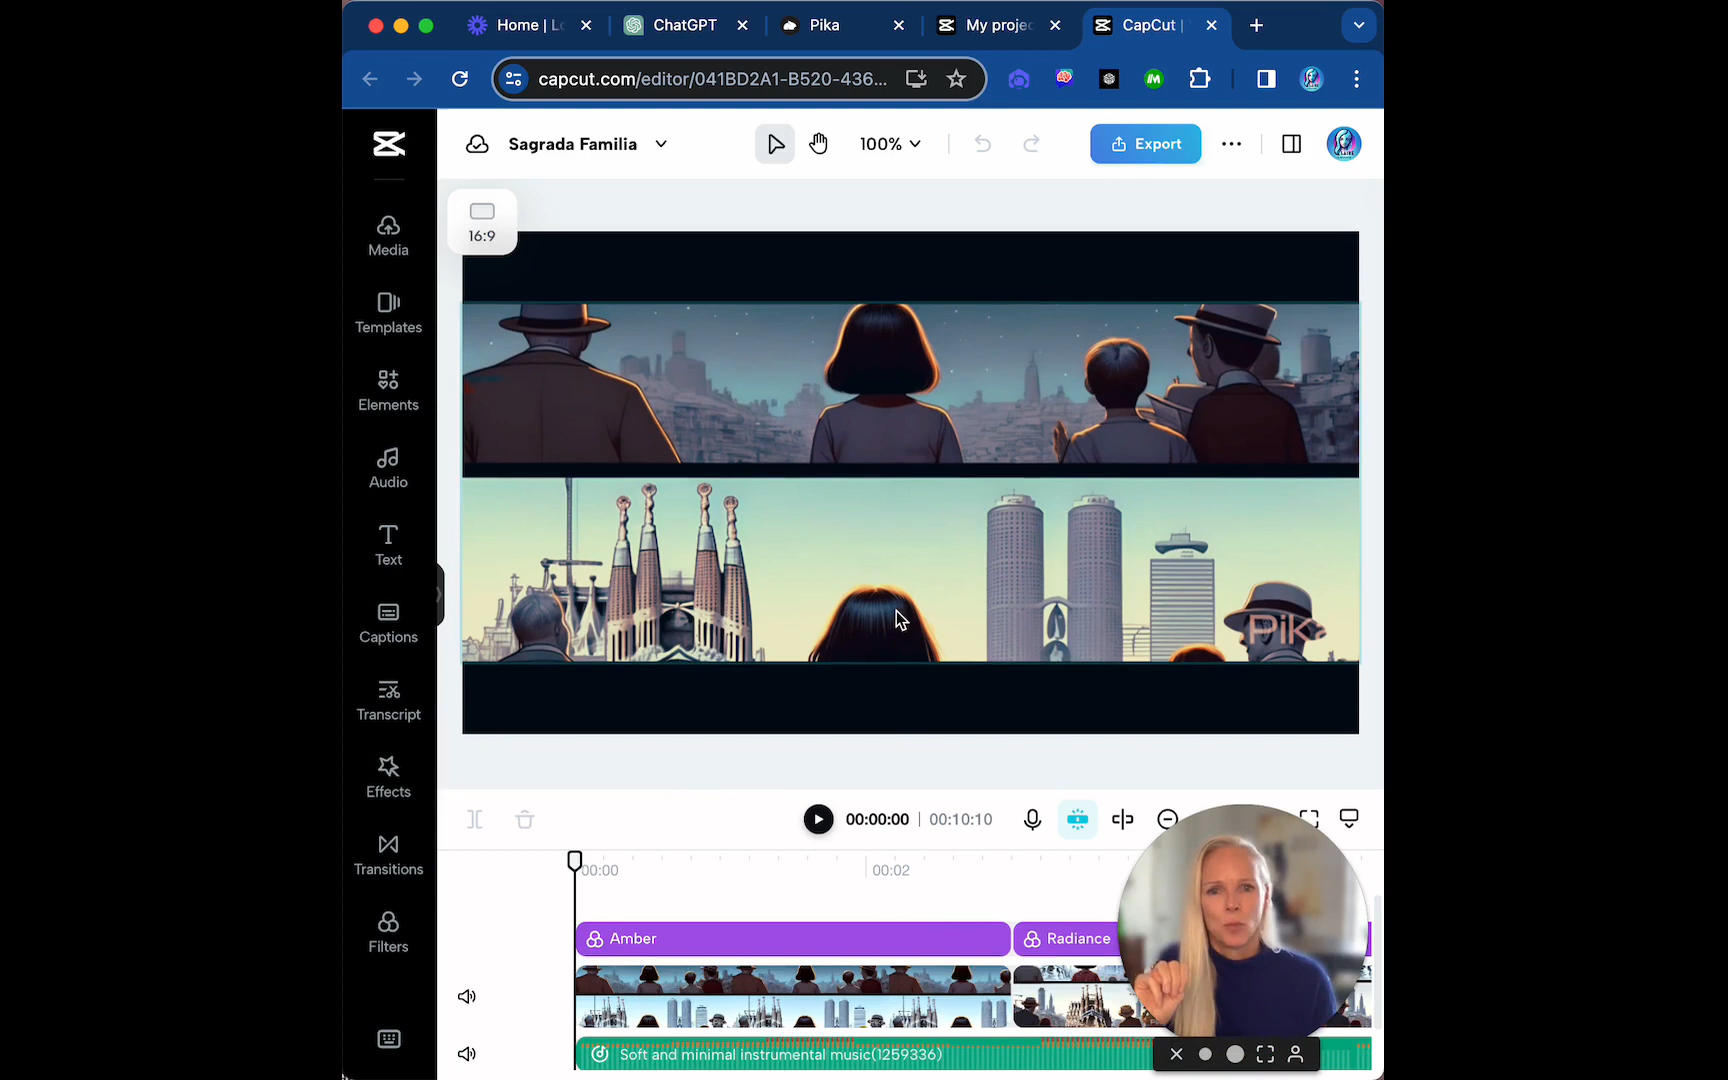 Home | Lo
ChatGPT
Pika
My projec
CapCut |
capcut.com/editor/041BD2A1-B520-436...
Sagrada Familia
100%
Export
16:9
Media
Templates
Elements
Audio
Text
Captions
Transcript
Effects
Transitions
Filters
Pika
00:00:00 | 00:10:10
00:00
00:02
Amber
Radiance
Soft and minimal instrumental music(1259336)